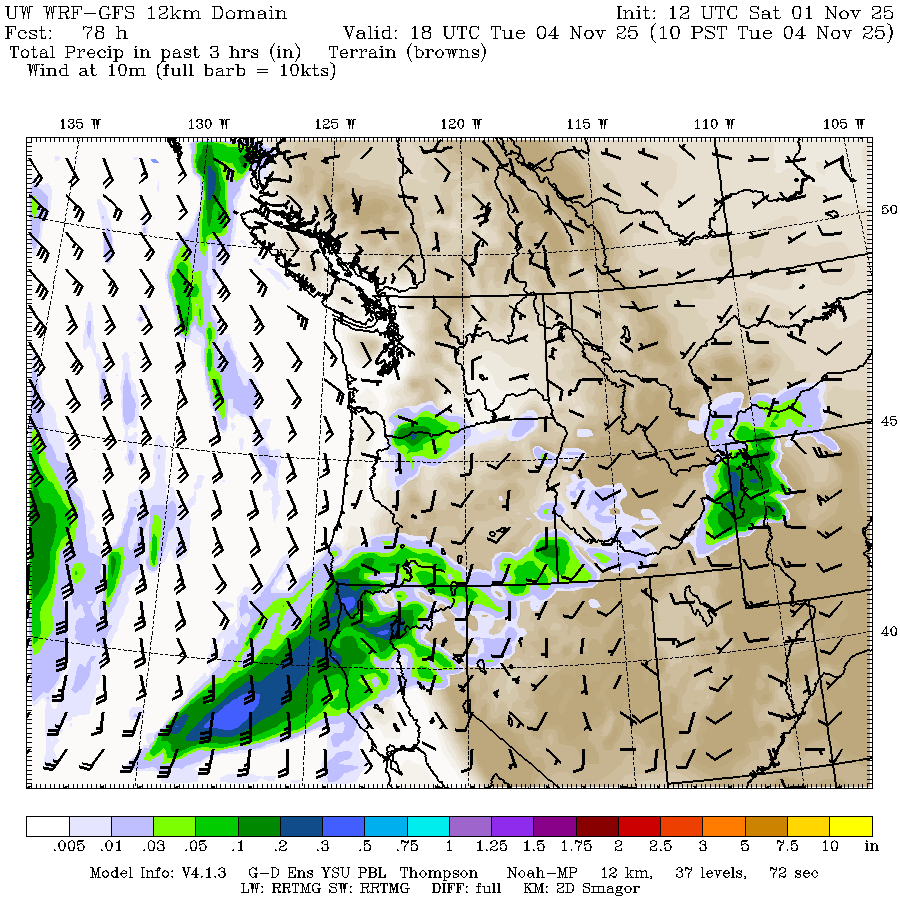 UW WRF-GFS 12km Domain Init: 12 UTC Sat 01 Nov 25
Fcst: 78 h Valid: 18 UTC Tue 04 Nov 25 (10 PST Tue 04 Nov 25)
Total Precip in past 3 hrs (in) Terrain (browns)
Wind at 10m (full barb = 10kts)
135 W 130 W 125 W 120 W 115 W 110 W 105 W
50
45
40
.005 .01 .03 .05 .1 .2 .3 .5 .75 1 1.25 1.5 1.75 2 2.5 3 5 7.5 10 in
Model Info: V4.1.3 G-D Ens YSU PBL Thompson Noah-MP 12 km, 37 levels, 72 sec
LW: RRTMG SW: RRTMG DIFF: full KM: 2D Smagor